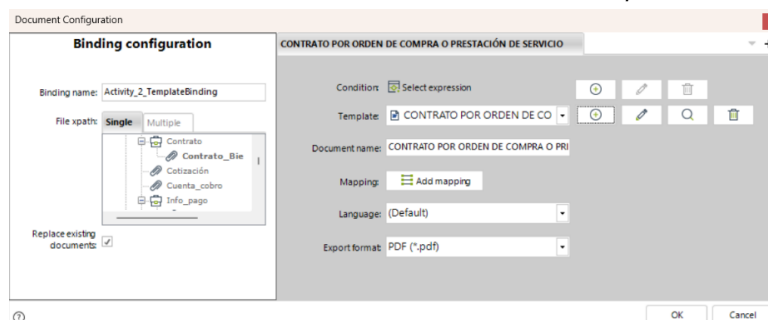 Document Configuration
Binding configuration
CONTRATO POR ORDEN DE COMPRA O PRESTACIÓN DE SERVICIO
Binding name: Activity_2_TemplateBinding
File xpath: Single Multiple
Contrato
Contrato_Bie
Cotización
Cuenta_cobro
Info_pago
Replace existing
documents:
Condition: Select expression
Template: CONTRATO POR ORDEN DE CO
Document name: CONTRATO POR ORDEN DE COMPRA O PRI
Mapping: Add mapping
Language: (Default)
Export format: PDF (*.pdf)
OK Cancel